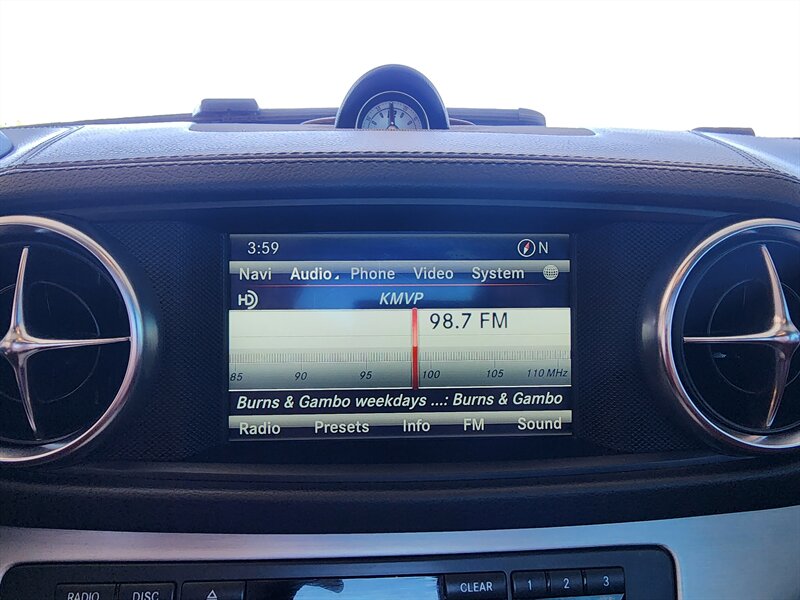 3:59 N
Navi Audio Phone Video System
HD KMVP
98.7 FM
85 90 95 100 105 110 MHz
Burns & Gambo weekdays ...: Burns & Gambo
Radio Presets Info FM Sound
RADIO DISC CLEAR 1 2 3